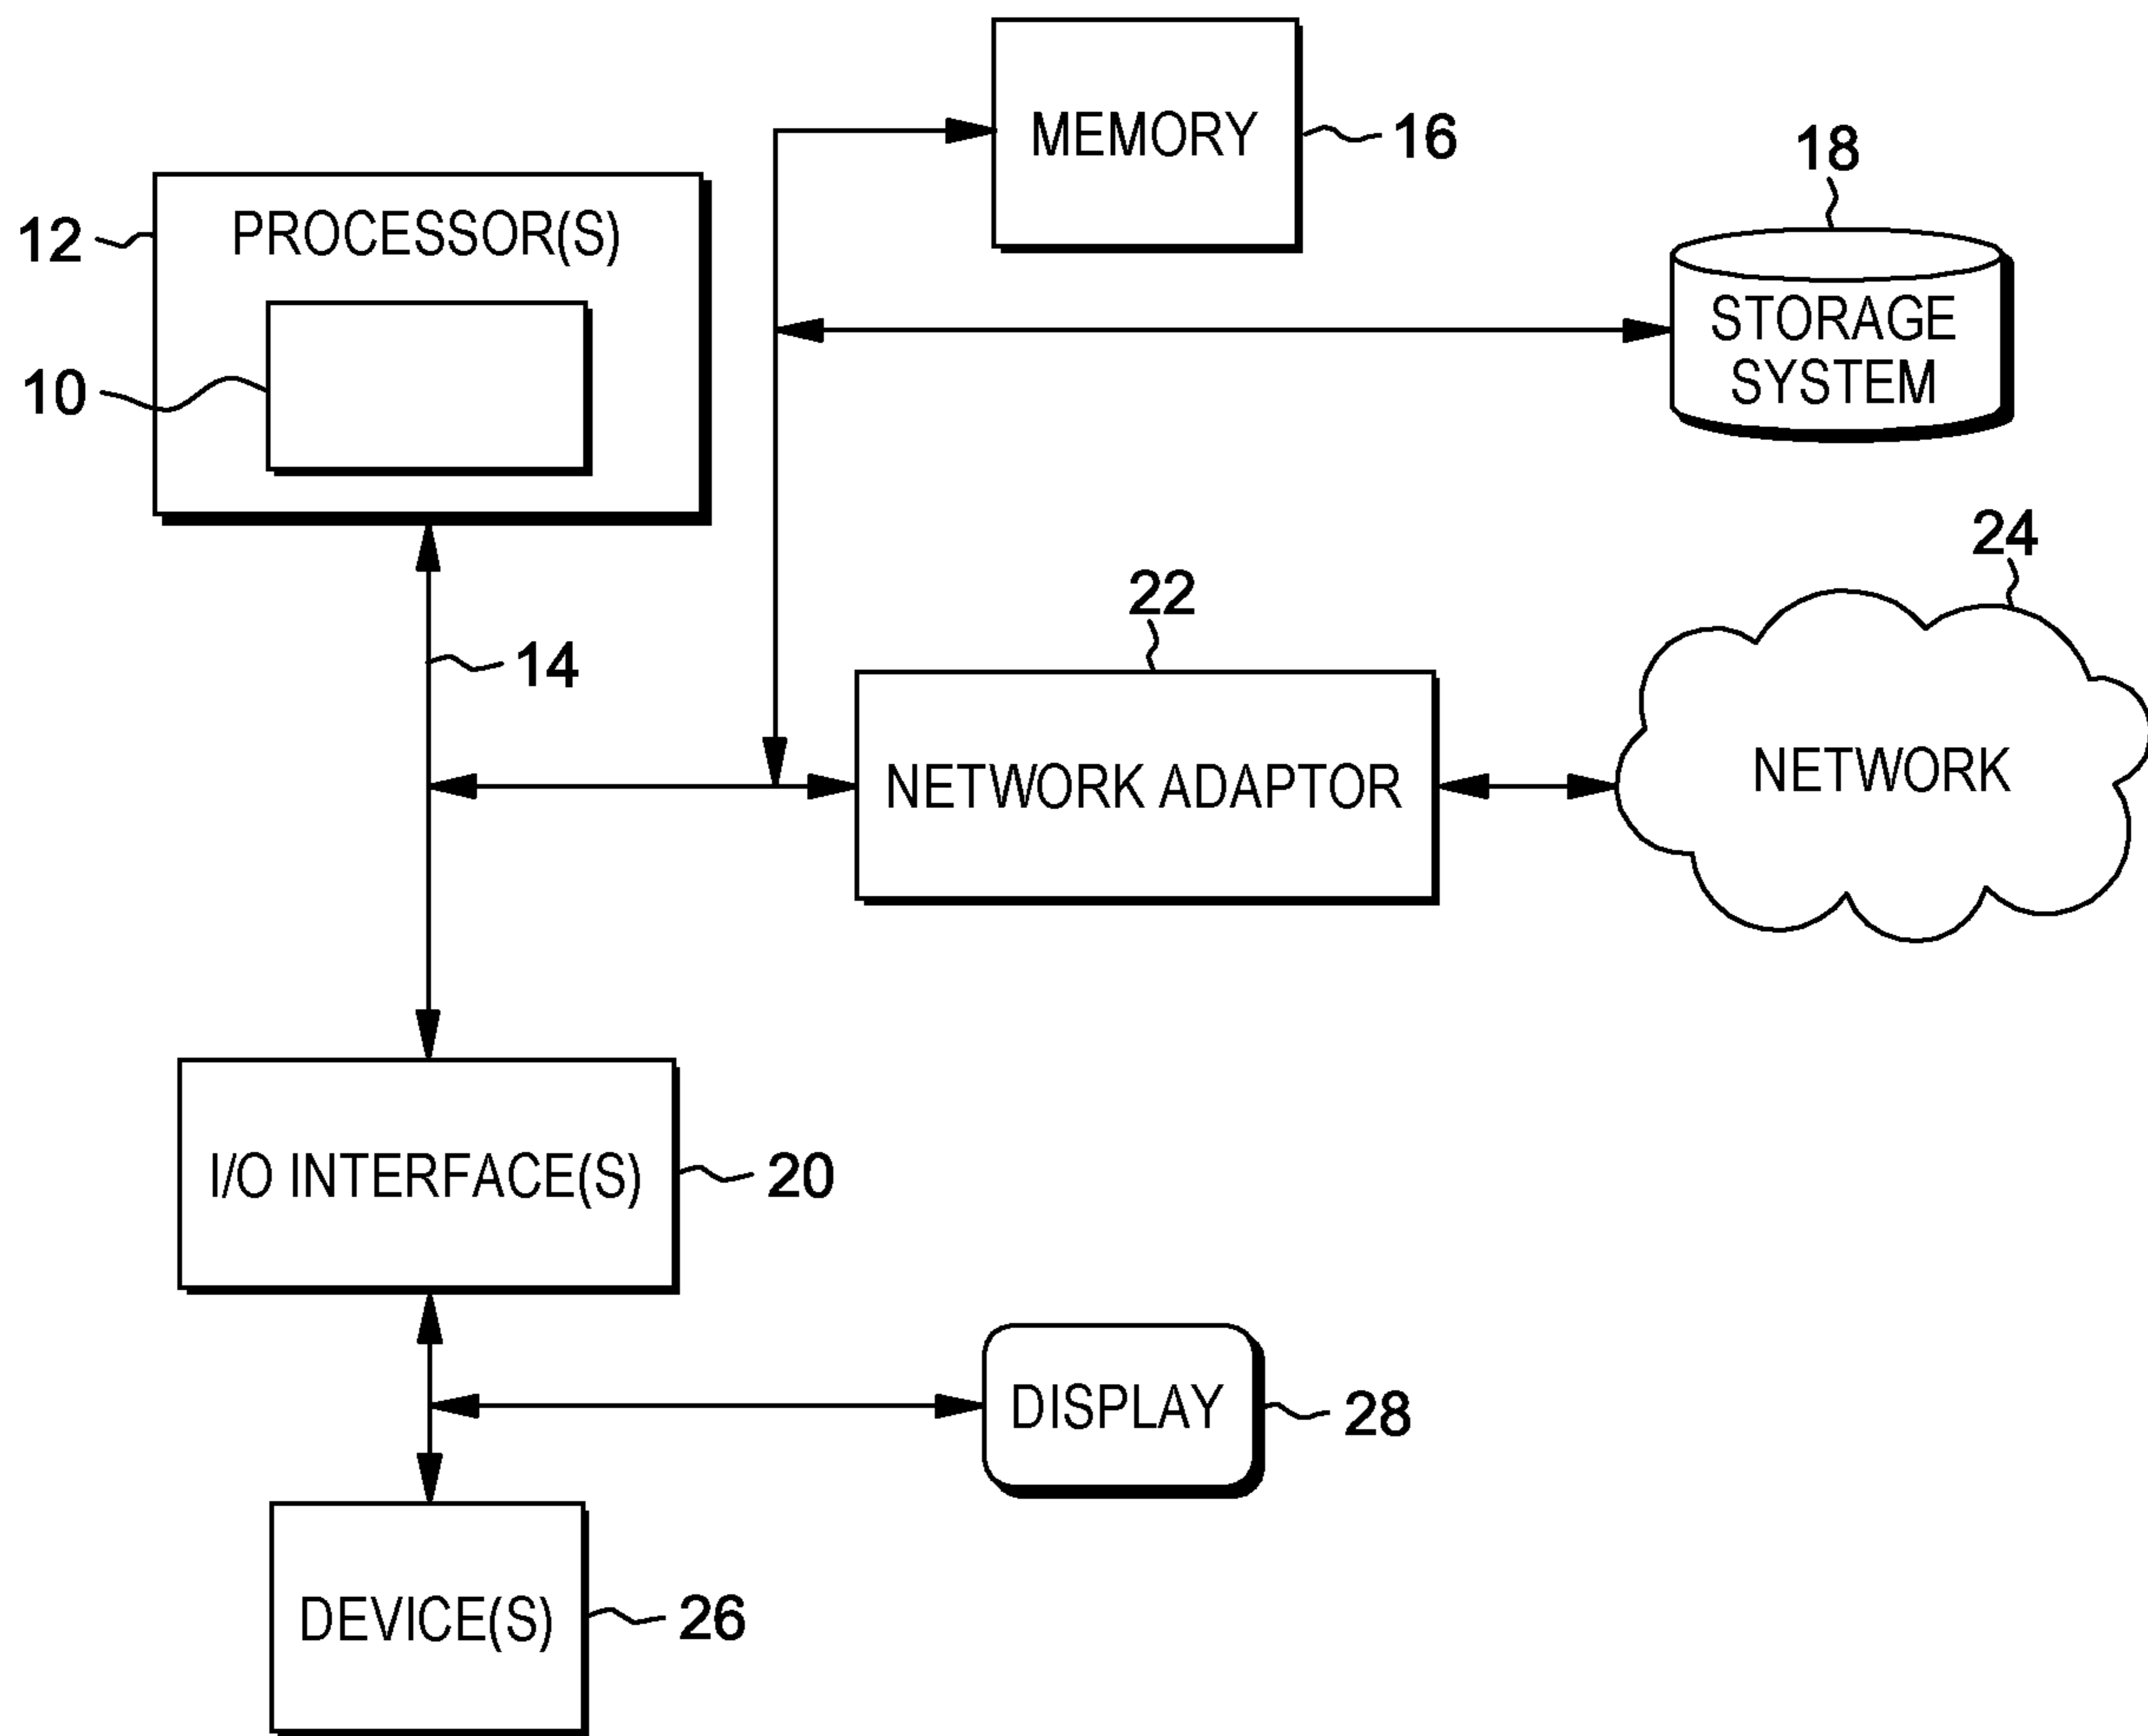 MEMORY
16
18
PROCESSOR(S)
12
STORAGE
SYSTEM
10
24
22
14
NETWORK ADAPTOR
NETWORK
I/O INTERFACE(S)
20
DISPLAY
28
DEVICE(S)
26